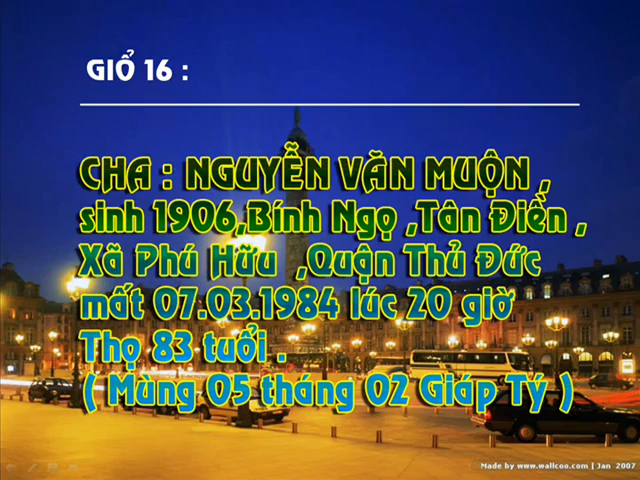 GIỔ 16 :
CHA : NGUYỄN VĂN MUỘN ,
sinh 1906,Bính Ngọ ,Tân Điền ,
Xã Phú Hữu ,Quận Thủ Đức
mất 07.03.1984 lúc 20 giờ
Thọ 83 tuổi .
( Mùng 05 tháng 02 Giáp Tý )
Made by www.wallcoo.com | Jan 2007